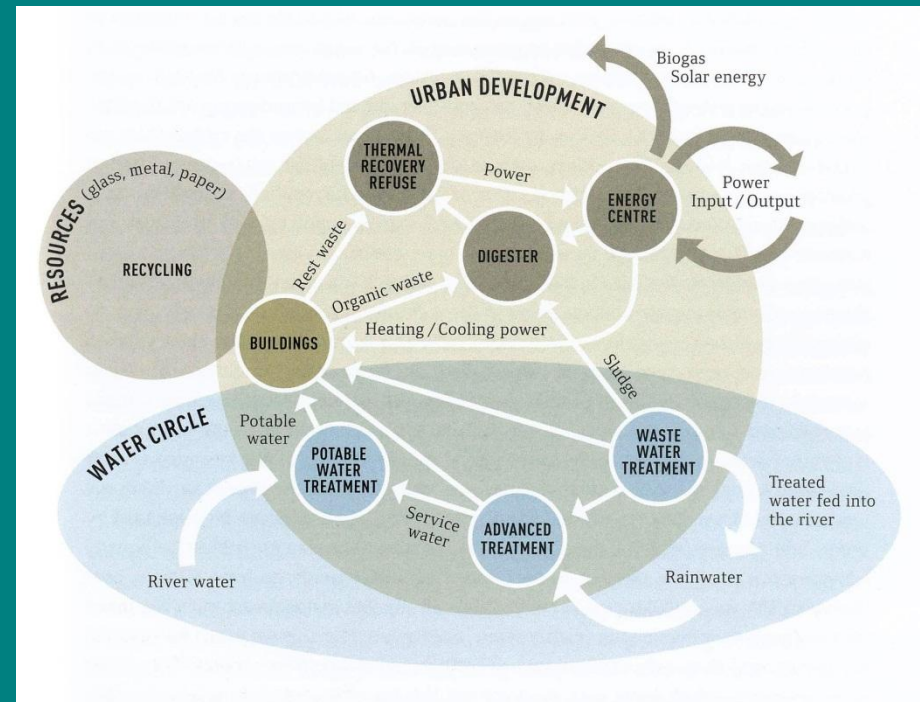 Biogas
Solar energy
URBAN DEVELOPMENT
THERMAL
RECOVERY
REFUSE
Power
ENERGY
CENTRE
Power
Input / Output
RESOURCES (glass, metal, paper)
RECYCLING
Rest waste
DIGESTER
Organic waste
BUILDINGS
Heating / Cooling power
Sludge
WATER CIRCLE
Potable
water
POTABLE
WATER
TREATMENT
WASTE
WATER
TREATMENT
Service
water
ADVANCED
TREATMENT
Treated
water fed into
the river
River water
Rainwater